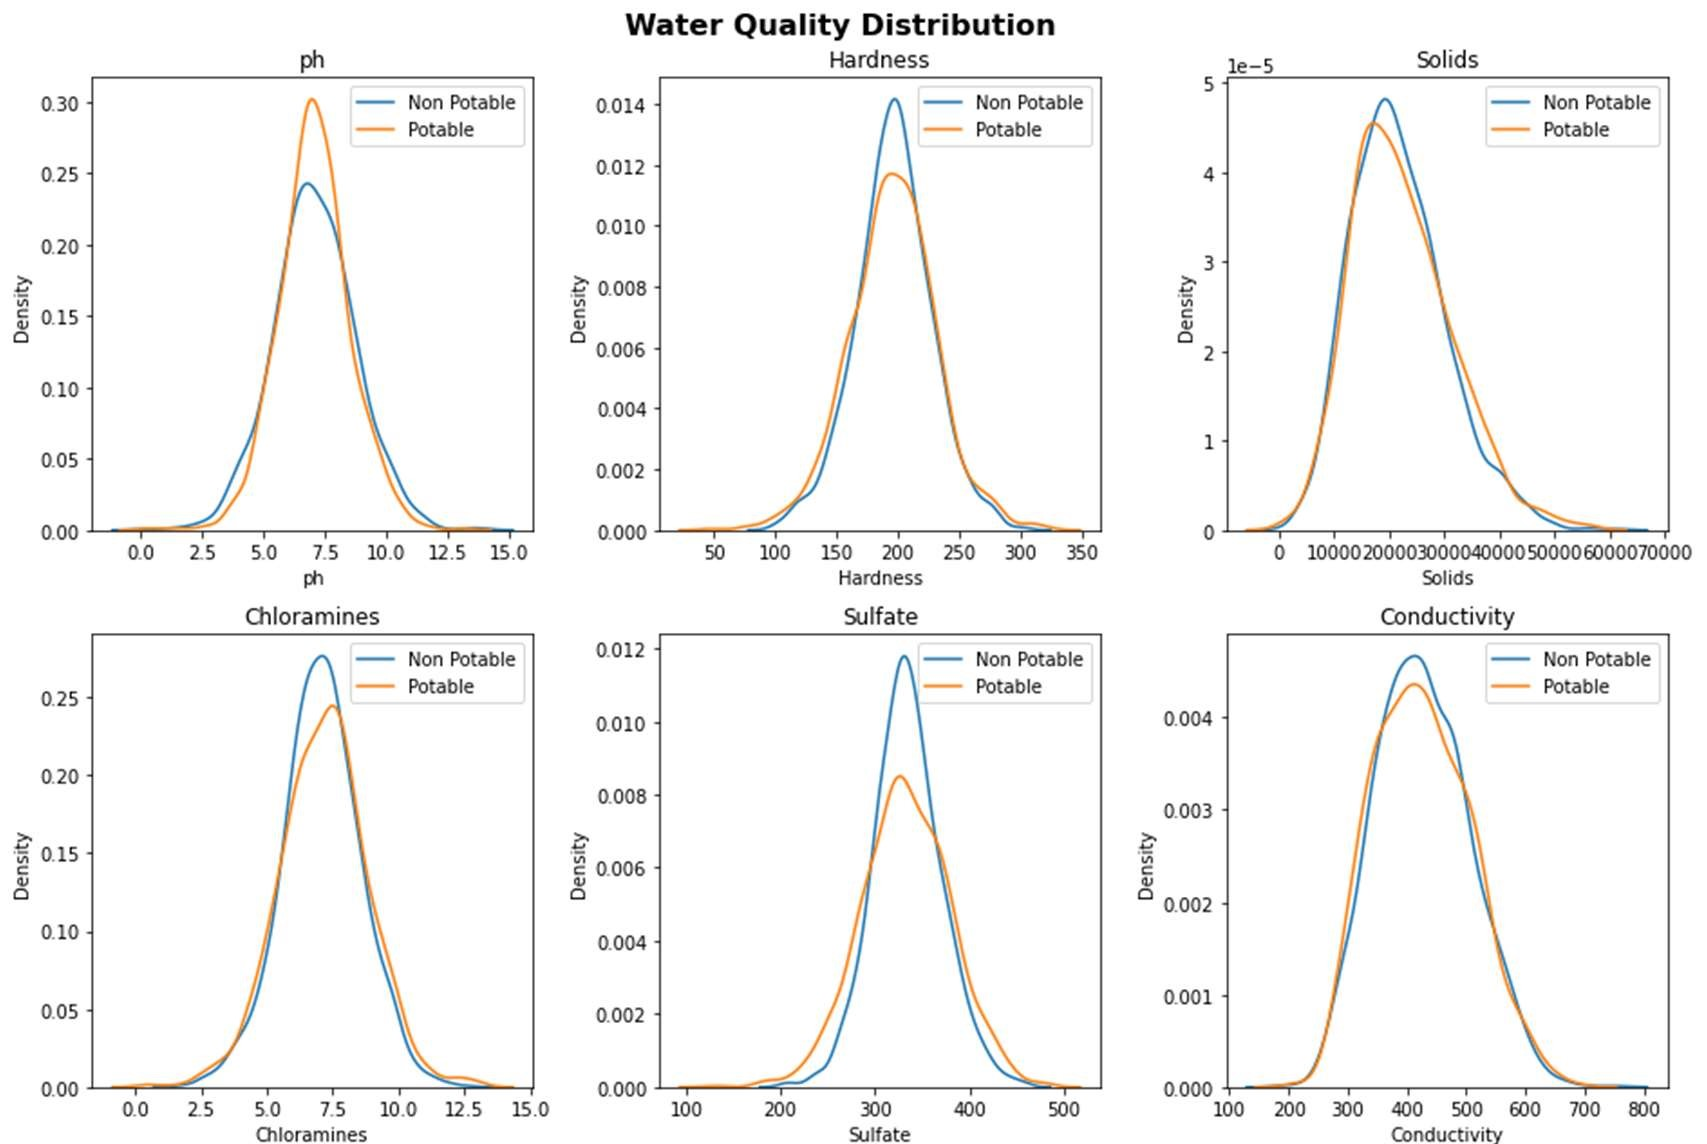 Water Quality Distribution
ph
Non Potable
Potable
0.30
0.25
0.20
0.15
0.10
0.05
0.00
Density
0.0 2.5 5.0 7.5 10.0 12.5 15.0
ph
Hardness
Non Potable
Potable
0.014
0.012
0.010
0.008
0.006
0.004
0.002
0.000
Density
50 100 150 200 250 300 350
Hardness
Solids
1e−5
Non Potable
Potable
5
4
3
2
1
0
Density
0 10000 20000 30000 40000 50000 60000 70000
Solids
Chloramines
Non Potable
Potable
0.25
0.20
0.15
0.10
0.05
0.00
Density
0.0 2.5 5.0 7.5 10.0 12.5 15.0
Chloramines
Sulfate
Non Potable
Potable
0.012
0.010
0.008
0.006
0.004
0.002
0.000
Density
100 200 300 400 500
Sulfate
Conductivity
Non Potable
Potable
0.004
0.003
0.002
0.001
0.000
Density
100 200 300 400 500 600 700 800
Conductivity